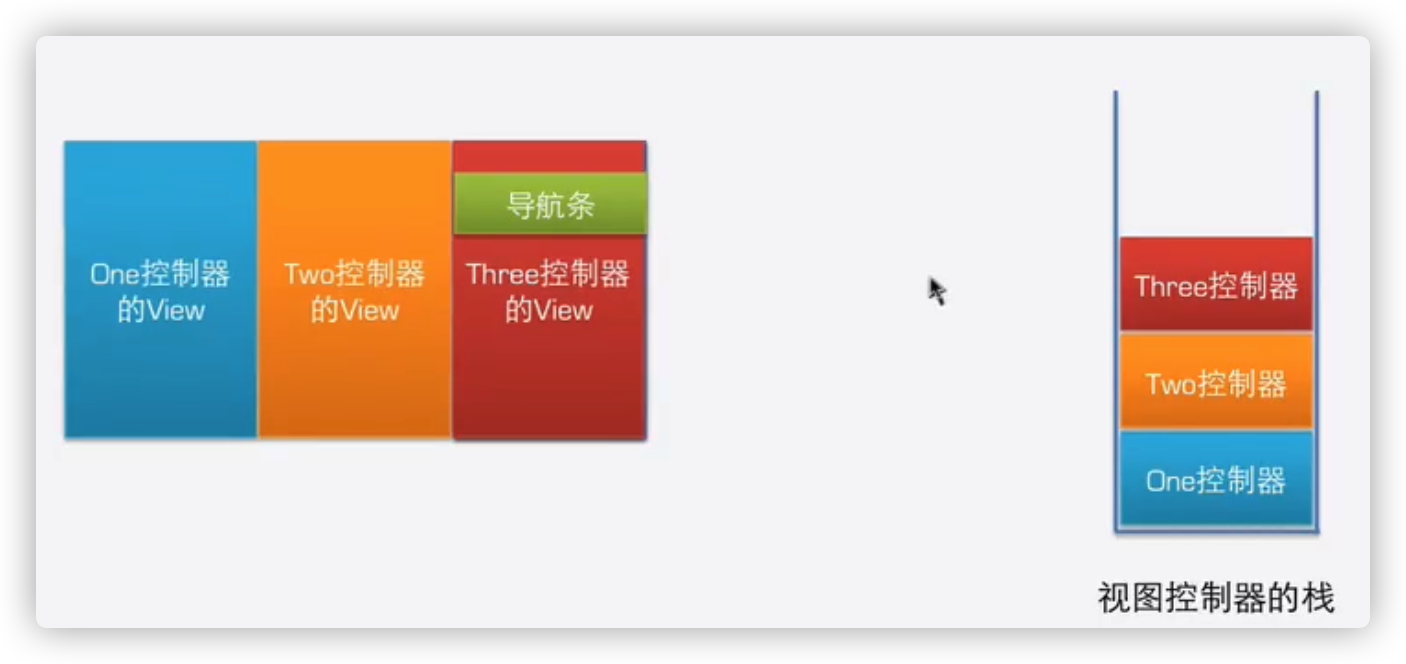 导航条
One控制器
的View
Two控制器
的View
Three控制器
的View
Three控制器
Two控制器
One控制器
视图控制器的栈